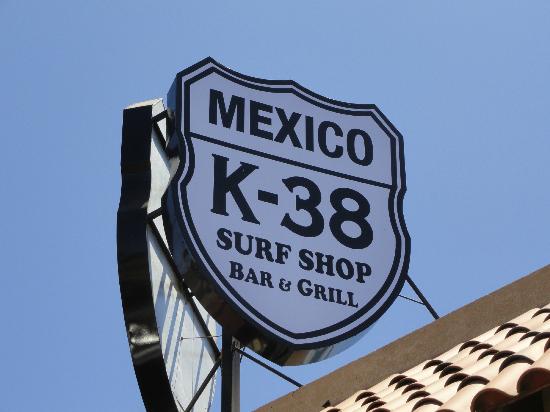 MEXICO
K-38
SURF SHOP
BAR & GRILL